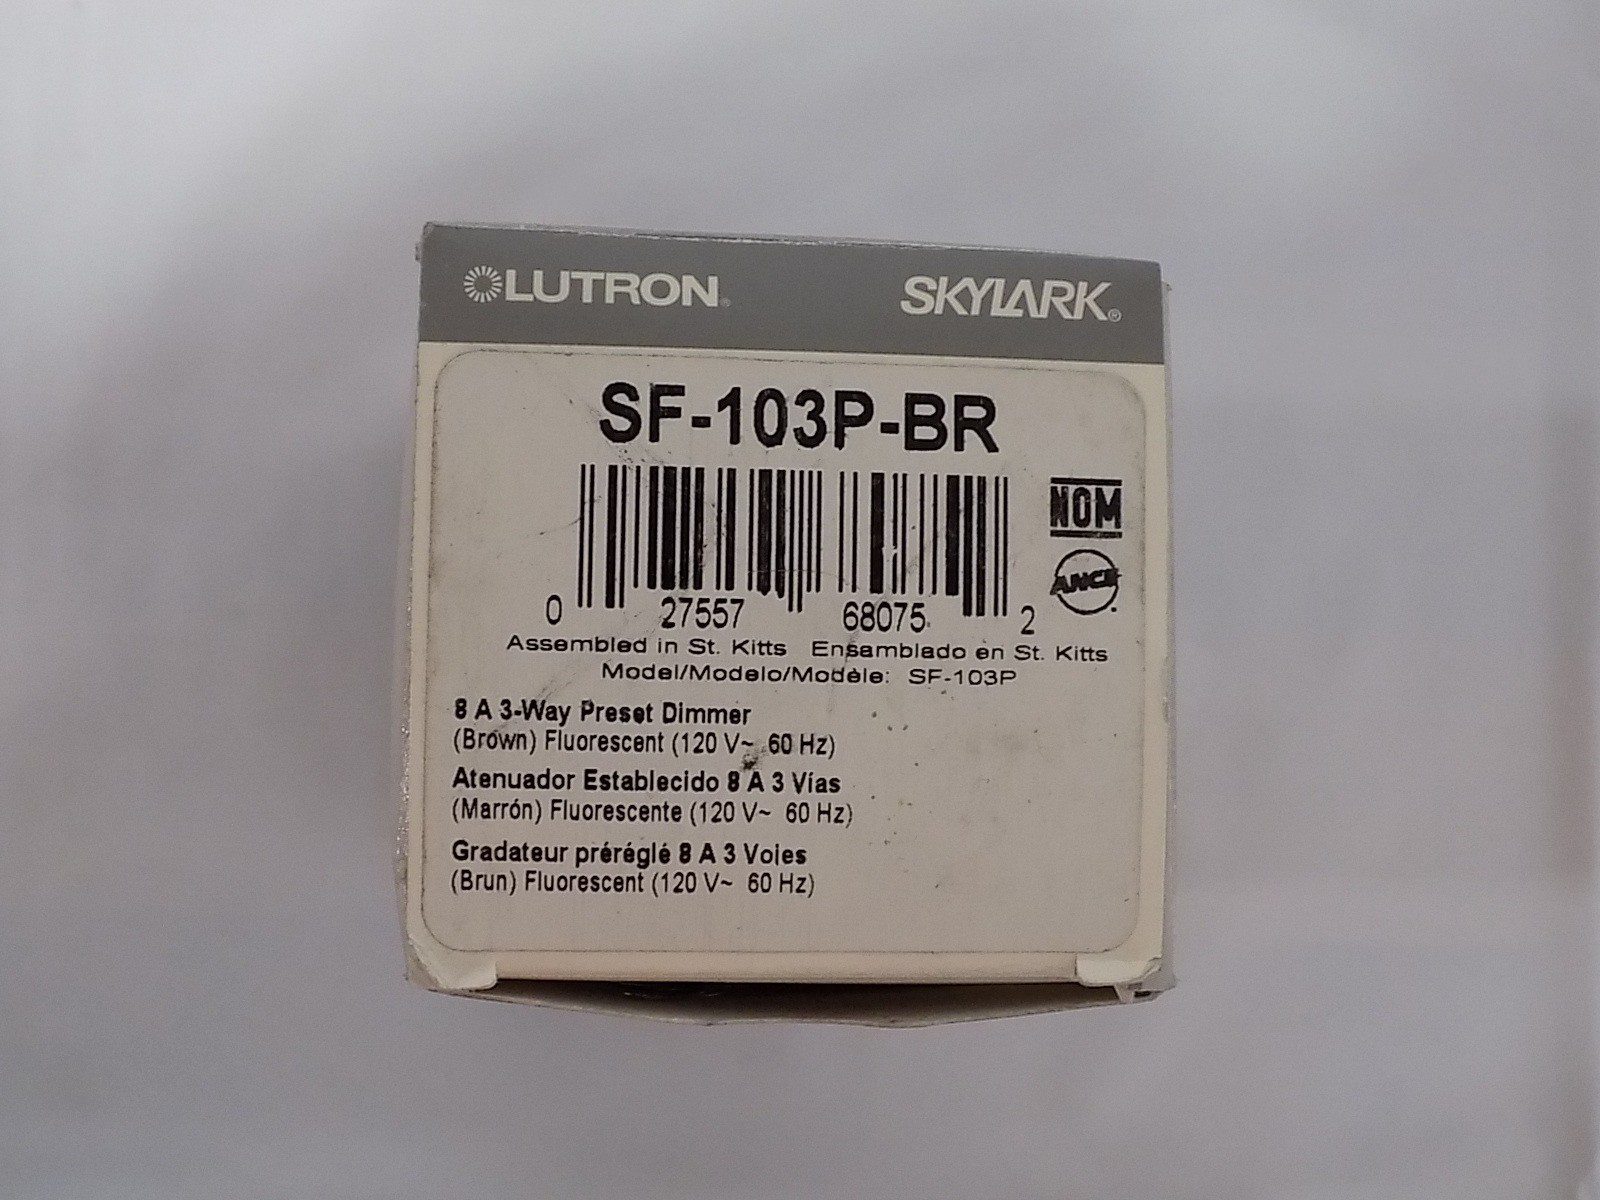 LUTRON® SKYLARK®
SF-103P-BR
NOM
ANCE
0 27557 68075 2
Assembled in St. Kitts Ensamblado en St. Kitts
Model/Modelo/Modèle: SF-103P
8 A 3-Way Preset Dimmer
(Brown) Fluorescent (120 V~ 60 Hz)
Atenuador Establecido 8 A 3 Vías
(Marrón) Fluorescente (120 V~ 60 Hz)
Gradateur préréglé 8 A 3 Voies
(Brun) Fluorescent (120 V~ 60 Hz)